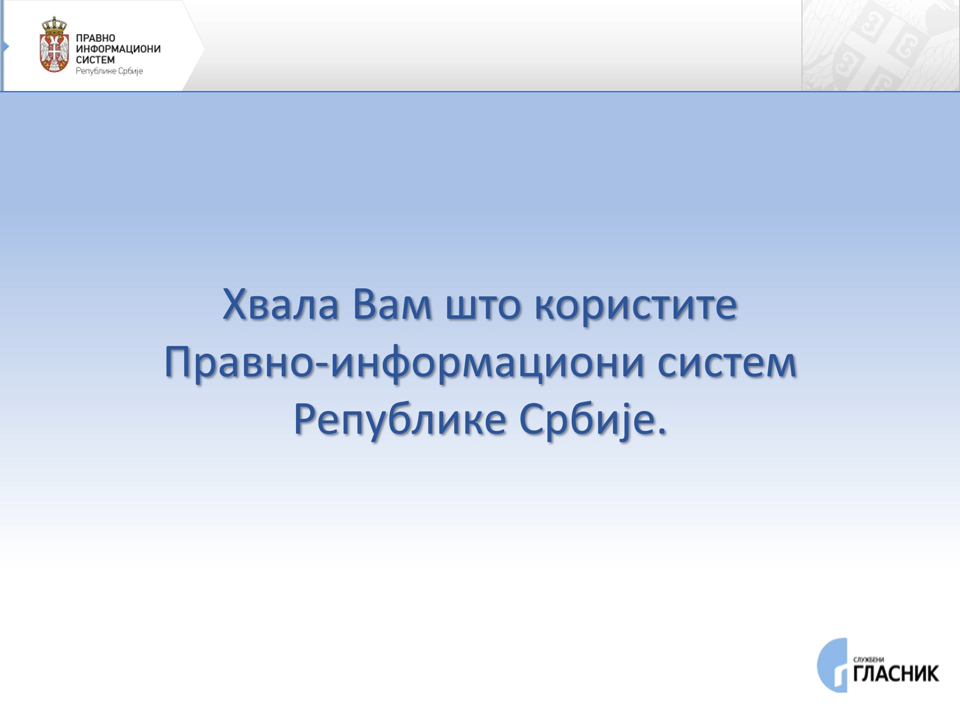 ПРАВНО
ИНФОРМАЦИОНИ
СИСТЕМ
Републике Србије
Хвала Вам што користите
Правно-информациони систем
Републике Србије.
СЛУЖБЕНИ
ГЛАСНИК